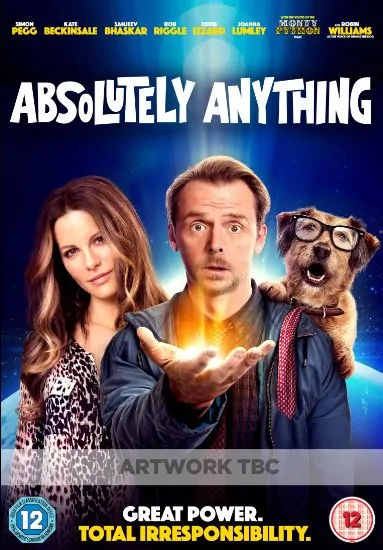 SIMON PEGG
KATE BECKINSALE
SANJEEV BHASKAR
ROB RIGGLE
EDDIE IZZARD
JOANNA LUMLEY
MONTY PYTHON
AND ROBIN WILLIAMS
ABSOLUTELY ANYTHING
ARTWORK TBC
GREAT POWER.
TOTAL IRRESPONSIBILITY.
12
12